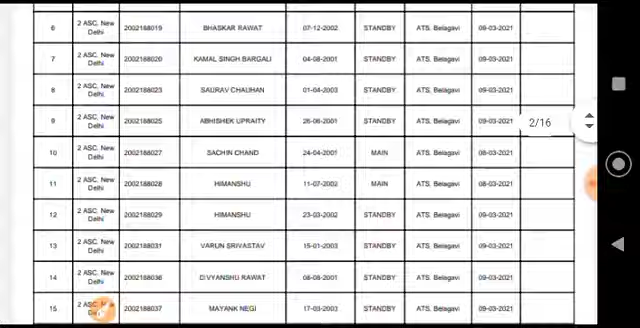 6 2 ASC, New Delhi 2002188019 BHASKAR RAWAT 07-12-2002 STANDBY ATS, Belagavi 09-03-2021
7 2 ASC, New Delhi 2002188020 KAMAL SINGH BARGALI 04-08-2001 STANDBY ATS, Belagavi 09-03-2021
8 2 ASC, New Delhi 2002188023 SAURAV CHAUHAN 01-04-2003 STANDBY ATS, Belagavi 09-03-2021
9 2 ASC, New Delhi 2002188025 ABHISHEK UPRAITY 26-06-2001 STANDBY ATS, Belagavi 09-03-2021
2/16
10 2 ASC, New Delhi 2002188027 SACHIN CHAND 24-04-2001 MAIN ATS, Belagavi 08-03-2021
11 2 ASC, New Delhi 2002188028 HIMANSHU 11-07-2002 MAIN ATS, Belagavi 08-03-2021
12 2 ASC, New Delhi 2002188029 HIMANSHU 23-03-2002 STANDBY ATS, Belagavi 09-03-2021
13 2 ASC, New Delhi 2002188031 VARUN SRIVASTAV 15-01-2003 STANDBY ATS, Belagavi 09-03-2021
14 2 ASC, New Delhi 2002188036 DIVYANSHU RAWAT 08-08-2001 STANDBY ATS, Belagavi 09-03-2021
15 2 ASC, 2002188037 MAYANK NEGI 17-03-2003 STANDBY ATS, Belagavi 09-03-2021